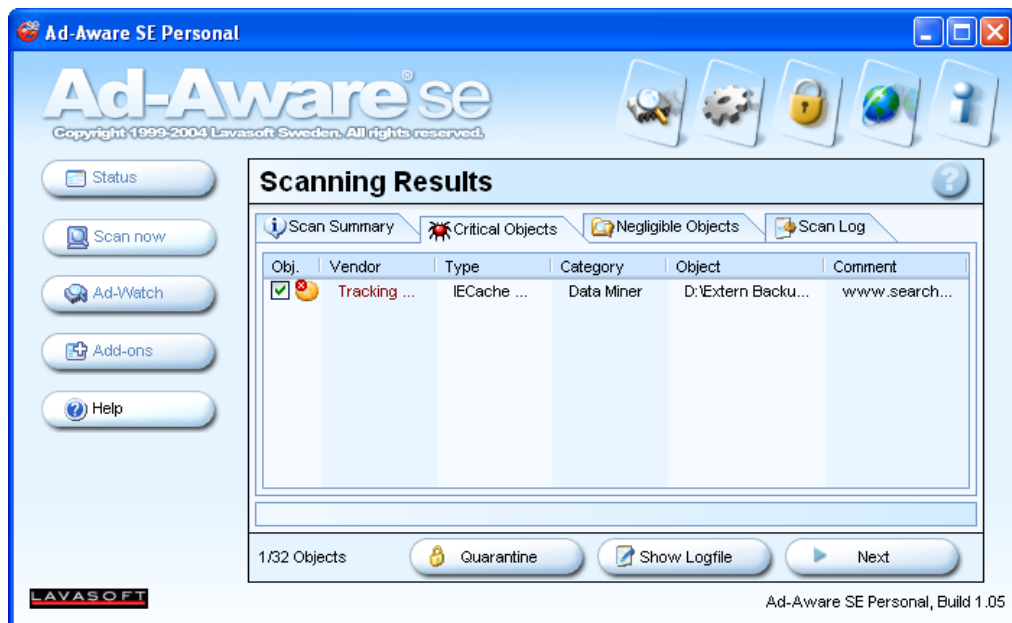 Ad-Aware SE Personal
Ad-Aware® se
Copyright 1999-2004 Lavasoft Sweden. All rights reserved.
Status
Scan now
Ad-Watch
Add-ons
Help
Scanning Results
?
Scan Summary
Critical Objects
Negligible Objects
Scan Log
Obj. Vendor Type Category Object Comment
Tracking ... IECache ... Data Miner D:\Extern Backu... www.search...
1/32 Objects
Quarantine
Show Logfile
Next
LAVASOFT
Ad-Aware SE Personal, Build 1.05